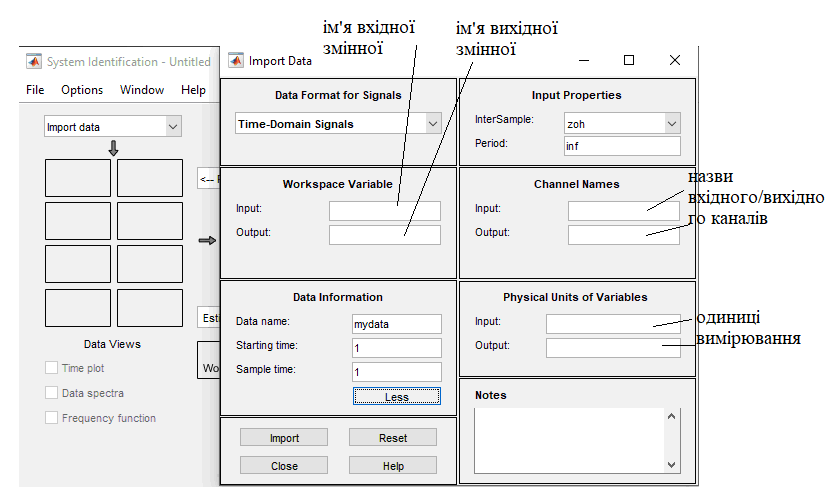 ім'я вхідної
змінної
ім'я вихідної
змінної
System Identification - Untitled
File Options Window Help
Import data
<--
Esti
Wo
Data Views
Time plot
Data spectra
Frequency function
Import Data
Data Format for Signals
Time-Domain Signals
Workspace Variable
Input:
Output:
Data Information
Data name: mydata
Starting time: 1
Sample time: 1
Less
Import Reset
Close Help
Input Properties
InterSample: zoh
Period: inf
Channel Names
Input:
Output:
назви
вхідного/вихідно
го каналів
Physical Units of Variables
Input:
Output:
одиниці
вимірювання
Notes